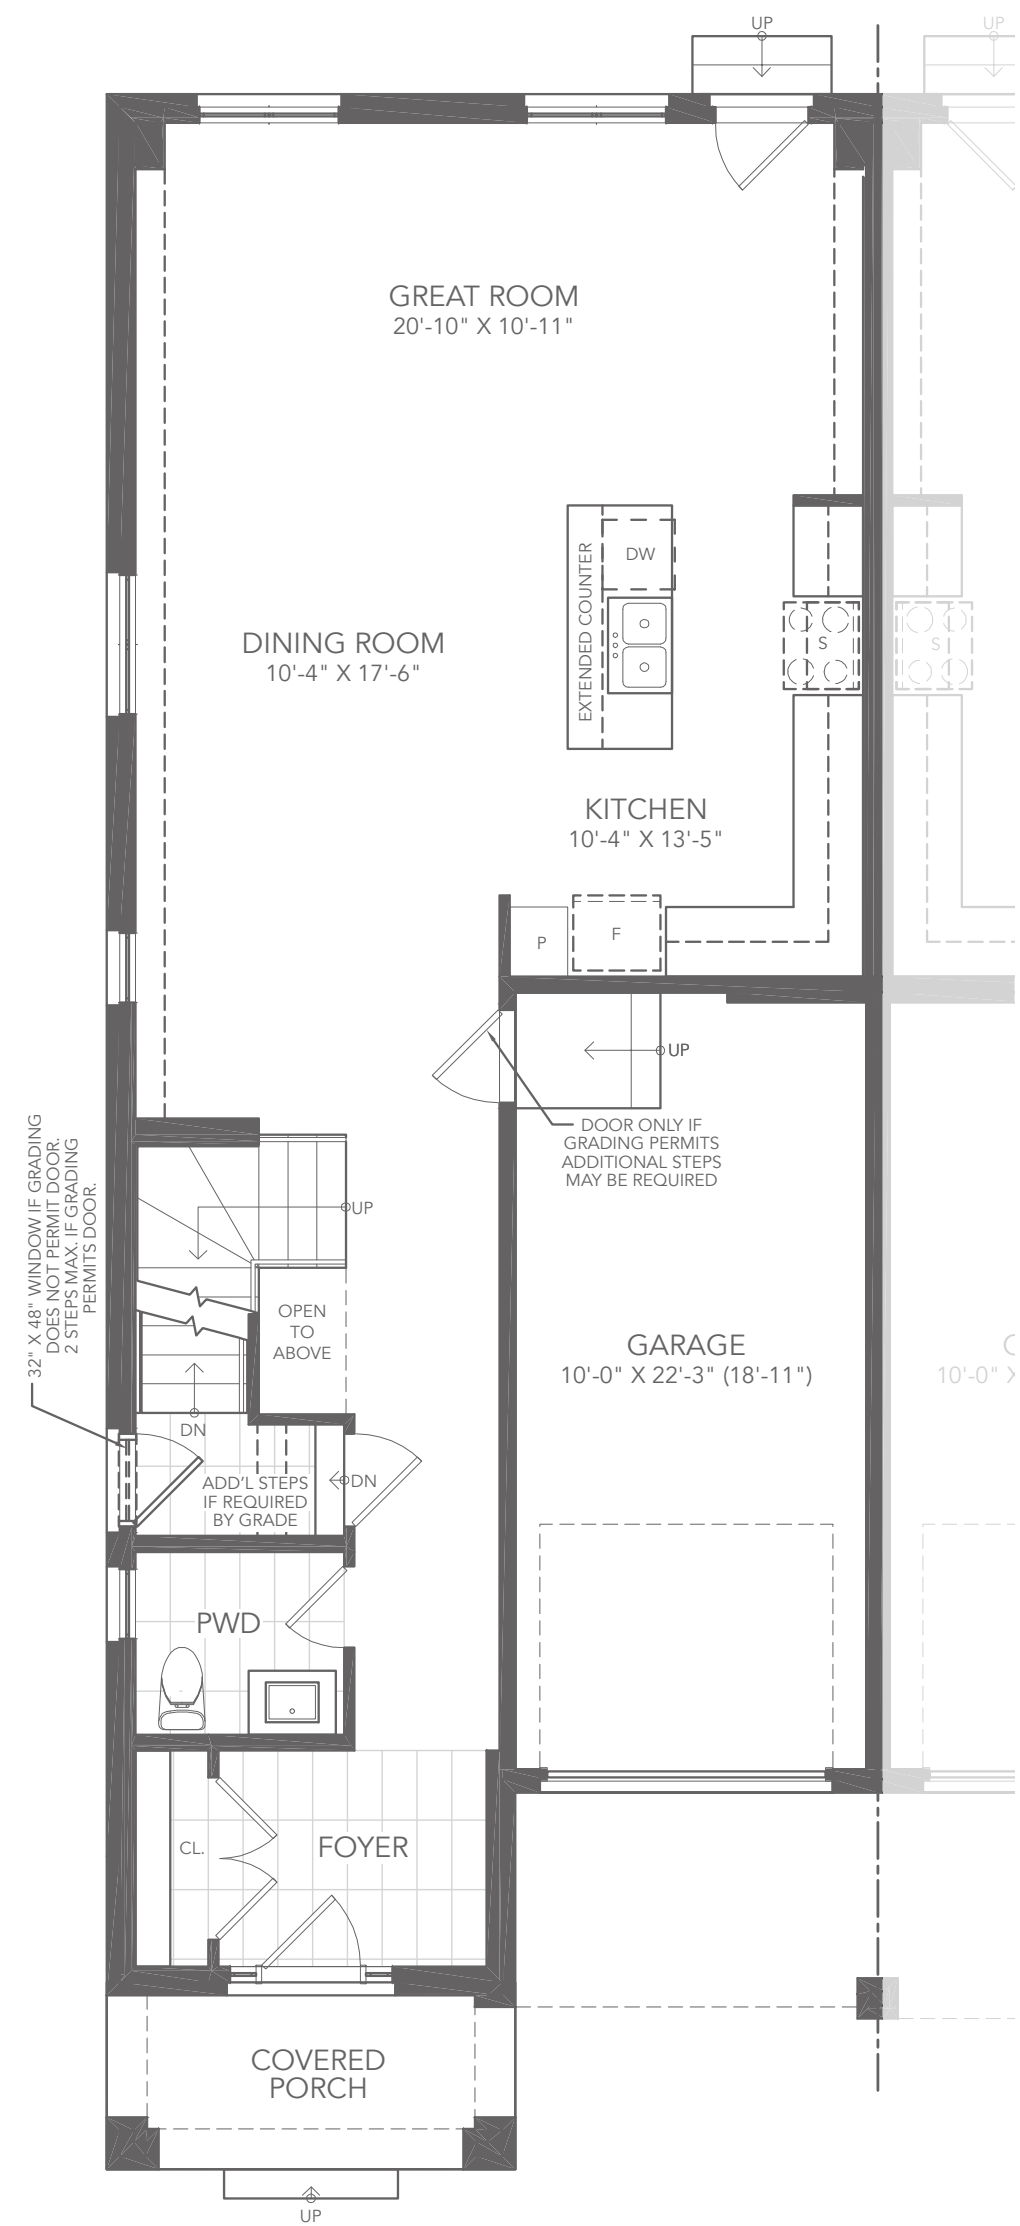 UP
UP
GREAT ROOM
20'-10" X 10'-11"
EXTENDED COUNTER
DW
S
S
DINING ROOM
10'-4" X 17'-6"
KITCHEN
10'-4" X 13'-5"
P
F
UP
DOOR ONLY IF
GRADING PERMITS
ADDITIONAL STEPS
MAY BE REQUIRED
32" X 48" WINDOW IF GRADING
DOES NOT PERMIT DOOR.
2 STEPS MAX. IF GRADING
PERMITS DOOR.
UP
OPEN
TO
ABOVE
GARAGE
10'-0" X 22'-3" (18'-11")
10'-0" X
DN
DN
ADD'L STEPS
IF REQUIRED
BY GRADE
PWD
CL.
FOYER
COVERED
PORCH
UP